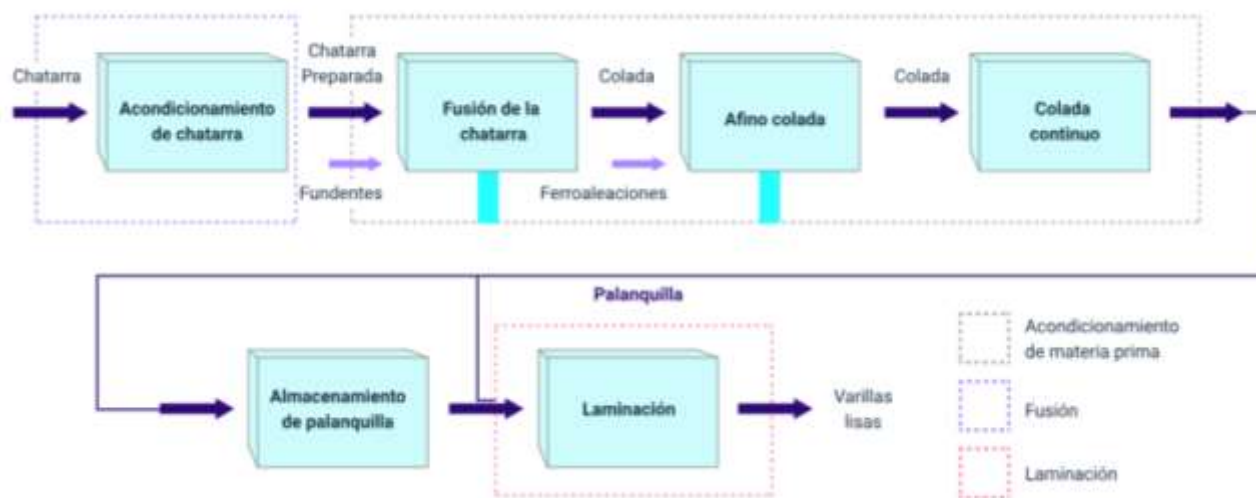 Chatarra
Acondicionamiento
de chatarra
Chatarra
Preparada
Fundentes
Fusión de la
chatarra
Colada
Ferroaleaciones
Afino colada
Colada
Colada
continuo
Palanquilla
Almacenamiento
de palanquilla
Laminación
Varillas
lisas
Acondicionamiento
de materia prima
Fusión
Laminación